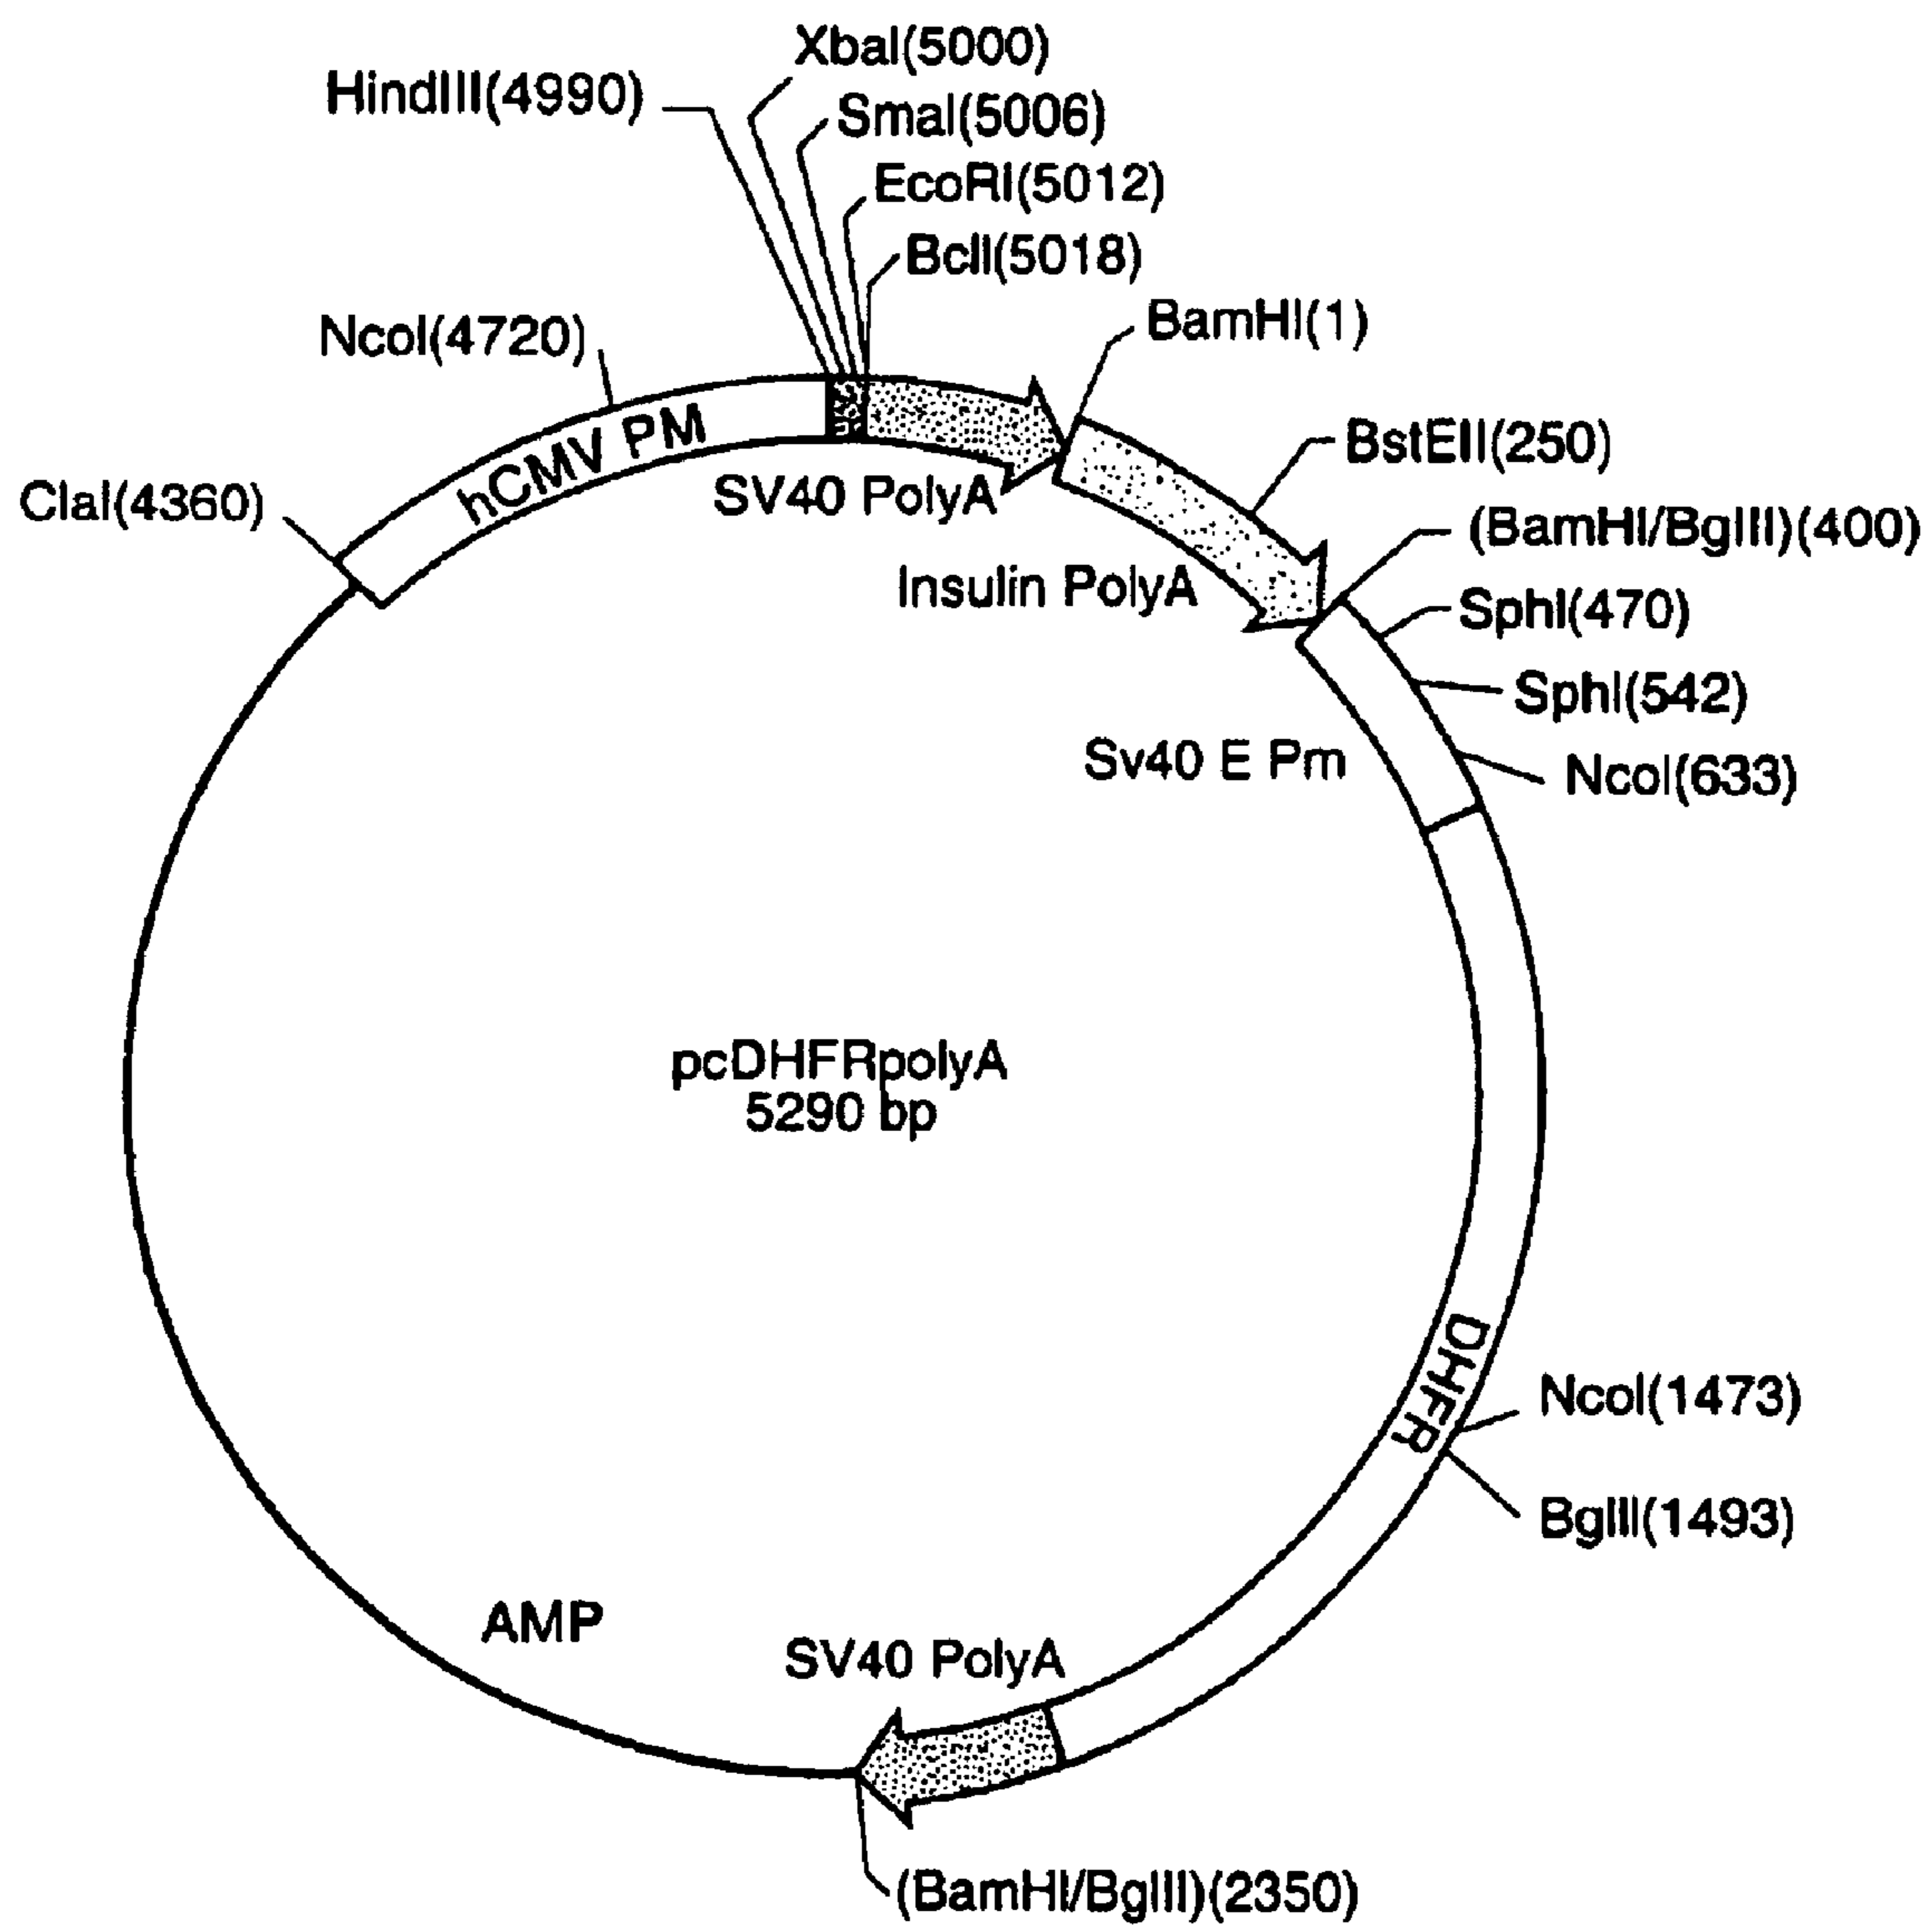 XbaI(5000)
HindIII(4990)
SmaI(5006)
EcoRI(5012)
BclI(5018)
BamHI(1)
NcoI(4720)
hCMV PM
BstEII(250)
ClaI(4360)
SV40 PolyA
(BamHI/BglII)(400)
Insulin PolyA
SphI(470)
SphI(542)
Sv40 E Pm
NcoI(633)
pcDHFRpolyA
5290 bp
DHFR
NcoI(1473)
BglII(1493)
AMP
SV40 PolyA
(BamHI/BglII)(2350)